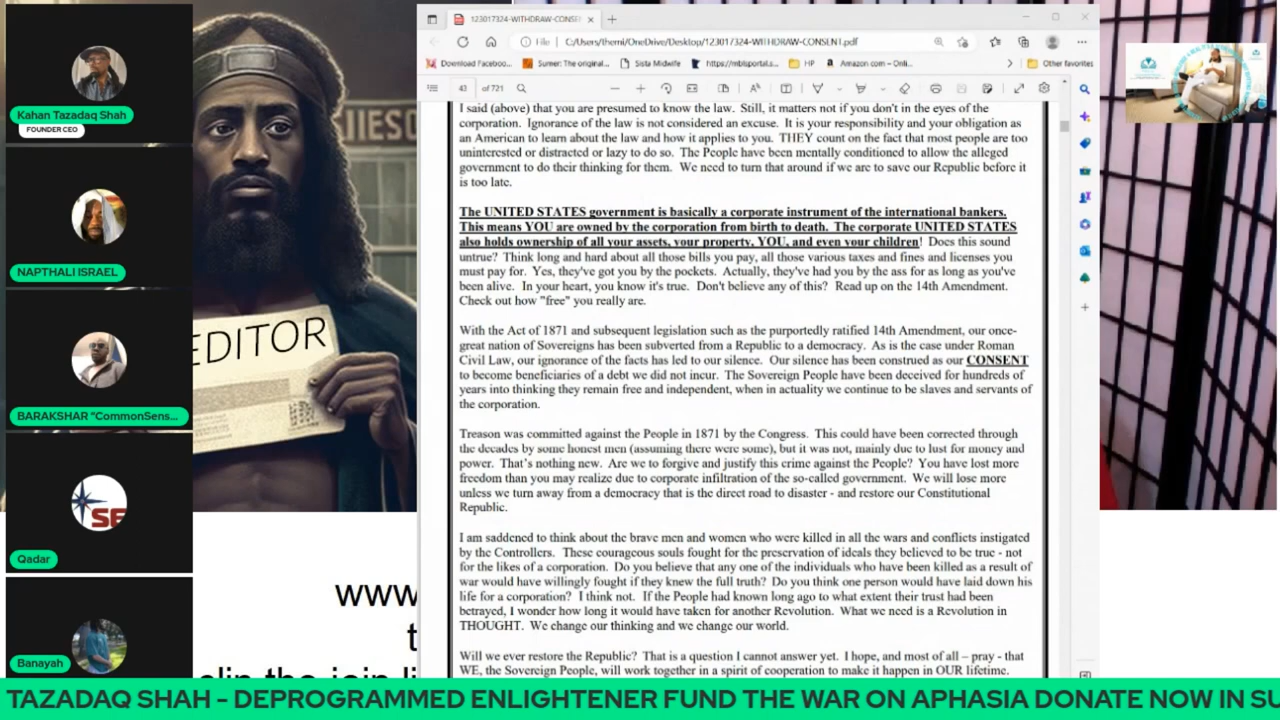 Kahan Tazadaq Shah
FOUNDER CEO
NAPTHALI ISRAEL
BARAKSHAR "CommonSens...
Qadar
Banayah
SE
EDITOR
www
123017324-WITHDRAW-CONSE
File
C:/Users/themi/OneDrive/Desktop/123017324-WITHDRAW-CONSENT.pdf
Download Faceboo...
Sumer: The original...
Sista Midwife
https://mblsportal.s...
HP
Amazon.com – Onli...
Other favorites
43 of 721
I said (above) that you are presumed to know the law. Still, it matters not if you don't in the eyes of the
corporation. Ignorance of the law is not considered an excuse. It is your responsibility and your obligation as
an American to learn about the law and how it applies to you. THEY count on the fact that most people are too
uninterested or distracted or lazy to do so. The People have been mentally conditioned to allow the alleged
government to do their thinking for them. We need to turn that around if we are to save our Republic before it
is too late.
The UNITED STATES government is basically a corporate instrument of the international bankers.
This means YOU are owned by the corporation from birth to death. The corporate UNITED STATES
also holds ownership of all your assets, your property, YOU, and even your children! Does this sound
untrue? Think long and hard about all those bills you pay, all those various taxes and fines and licenses you
must pay for. Yes, they've got you by the pockets. Actually, they've had you by the ass for as long as you've
been alive. In your heart, you know it's true. Don't believe any of this? Read up on the 14th Amendment.
Check out how "free" you really are.
With the Act of 1871 and subsequent legislation such as the purportedly ratified 14th Amendment, our once-
great nation of Sovereigns has been subverted from a Republic to a democracy. As is the case under Roman
Civil Law, our ignorance of the facts has led to our silence. Our silence has been construed as our CONSENT
to become beneficiaries of a debt we did not incur. The Sovereign People have been deceived for hundreds of
years into thinking they remain free and independent, when in actuality we continue to be slaves and servants of
the corporation.
Treason was committed against the People in 1871 by the Congress. This could have been corrected through
the decades by some honest men (assuming there were some), but it was not, mainly due to lust for money and
power. That's nothing new. Are we to forgive and justify this crime against the People? You have lost more
freedom than you may realize due to corporate infiltration of the so-called government. We will lose more
unless we turn away from a democracy that is the direct road to disaster - and restore our Constitutional
Republic.
I am saddened to think about the brave men and women who were killed in all the wars and conflicts instigated
by the Controllers. These courageous souls fought for the preservation of ideals they believed to be true - not
for the likes of a corporation. Do you believe that any one of the individuals who have been killed as a result of
war would have willingly fought if they knew the full truth? Do you think one person would have laid down his
life for a corporation? I think not. If the People had known long ago to what extent their trust had been
betrayed, I wonder how long it would have taken for another Revolution. What we need is a Revolution in
THOUGHT. We change our thinking and we change our world.
Will we ever restore the Republic? That is a question I cannot answer yet. I hope, and most of all – pray - that
WE, the Sovereign People, will work together in a spirit of cooperation to make it happen in OUR lifetime.
TAZADAQ SHAH - DEPROGRAMMED ENLIGHTENER FUND THE WAR ON APHASIA DONATE NOW IN SU